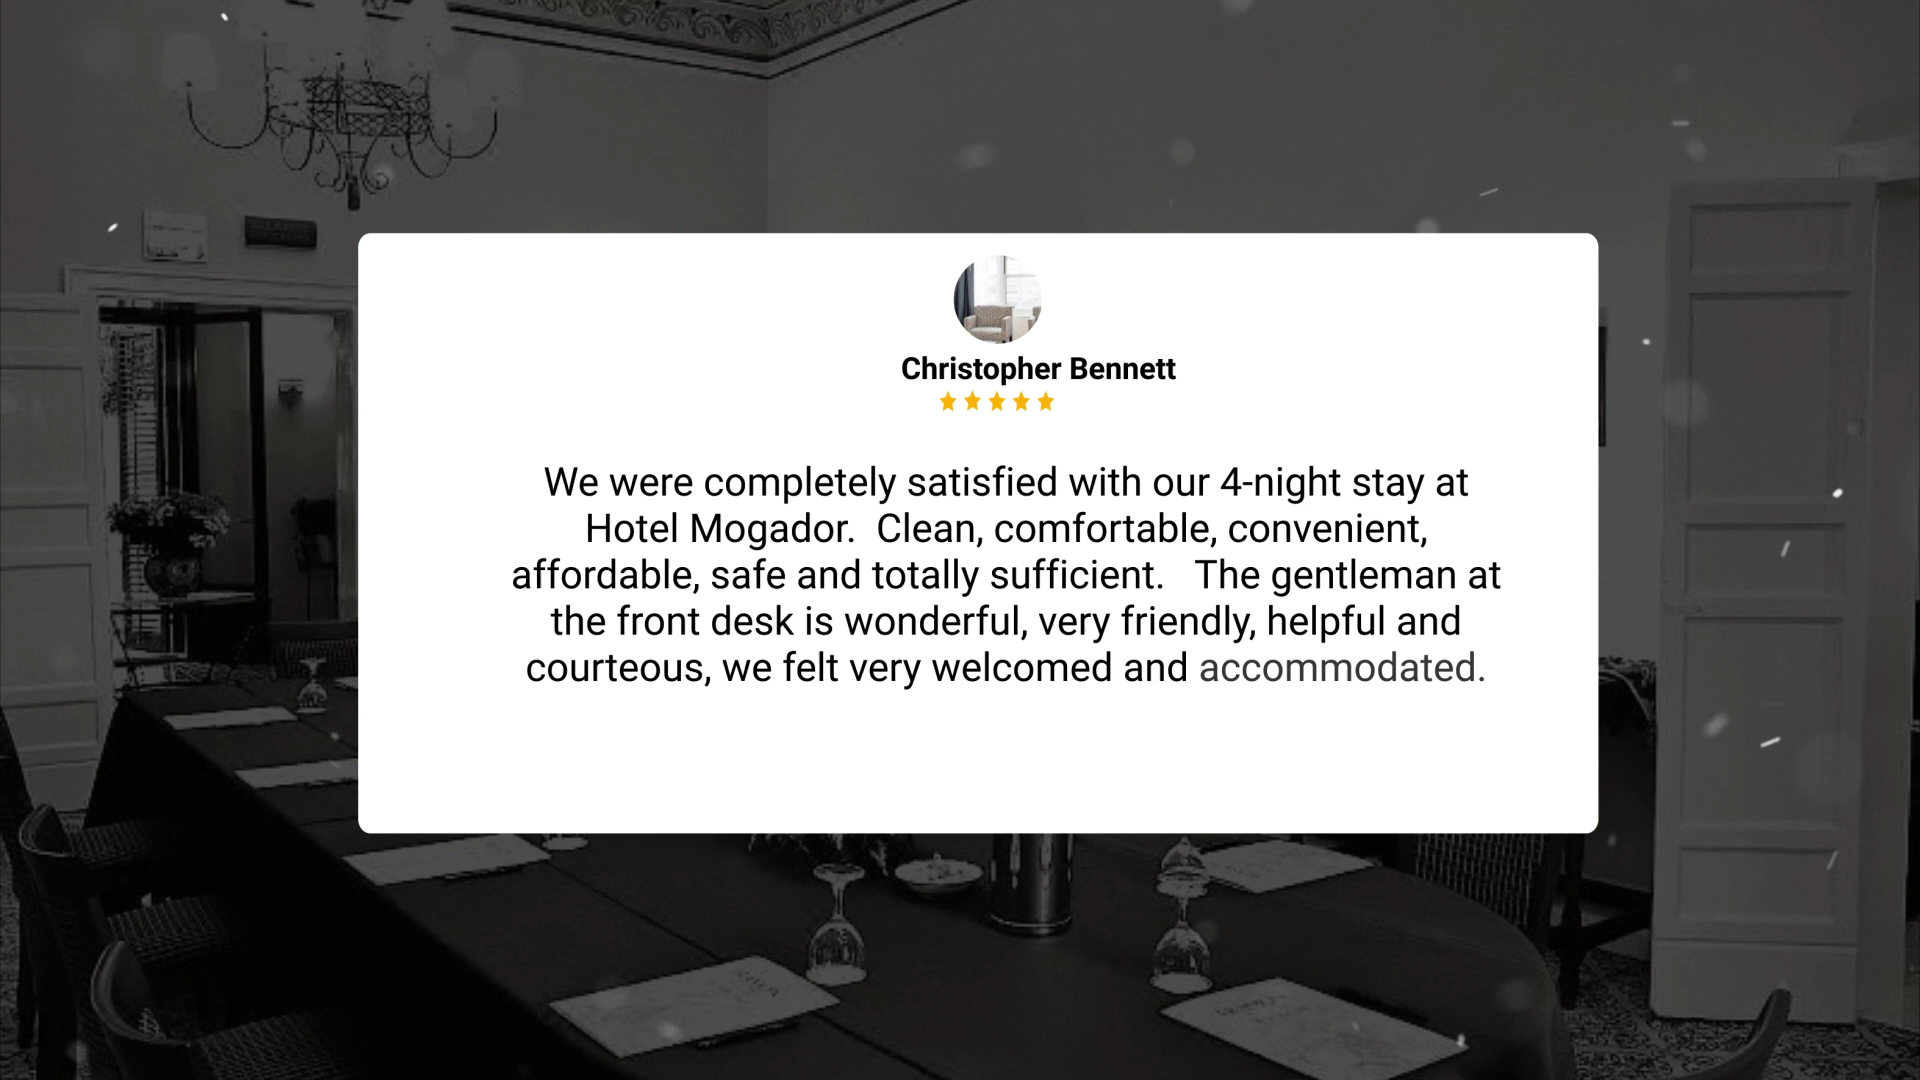 Christopher Bennett
We were completely satisfied with our 4-night stay at
Hotel Mogador.  Clean, comfortable, convenient,
affordable, safe and totally sufficient.   The gentleman at
the front desk is wonderful, very friendly, helpful and
courteous, we felt very welcomed and accommodated.